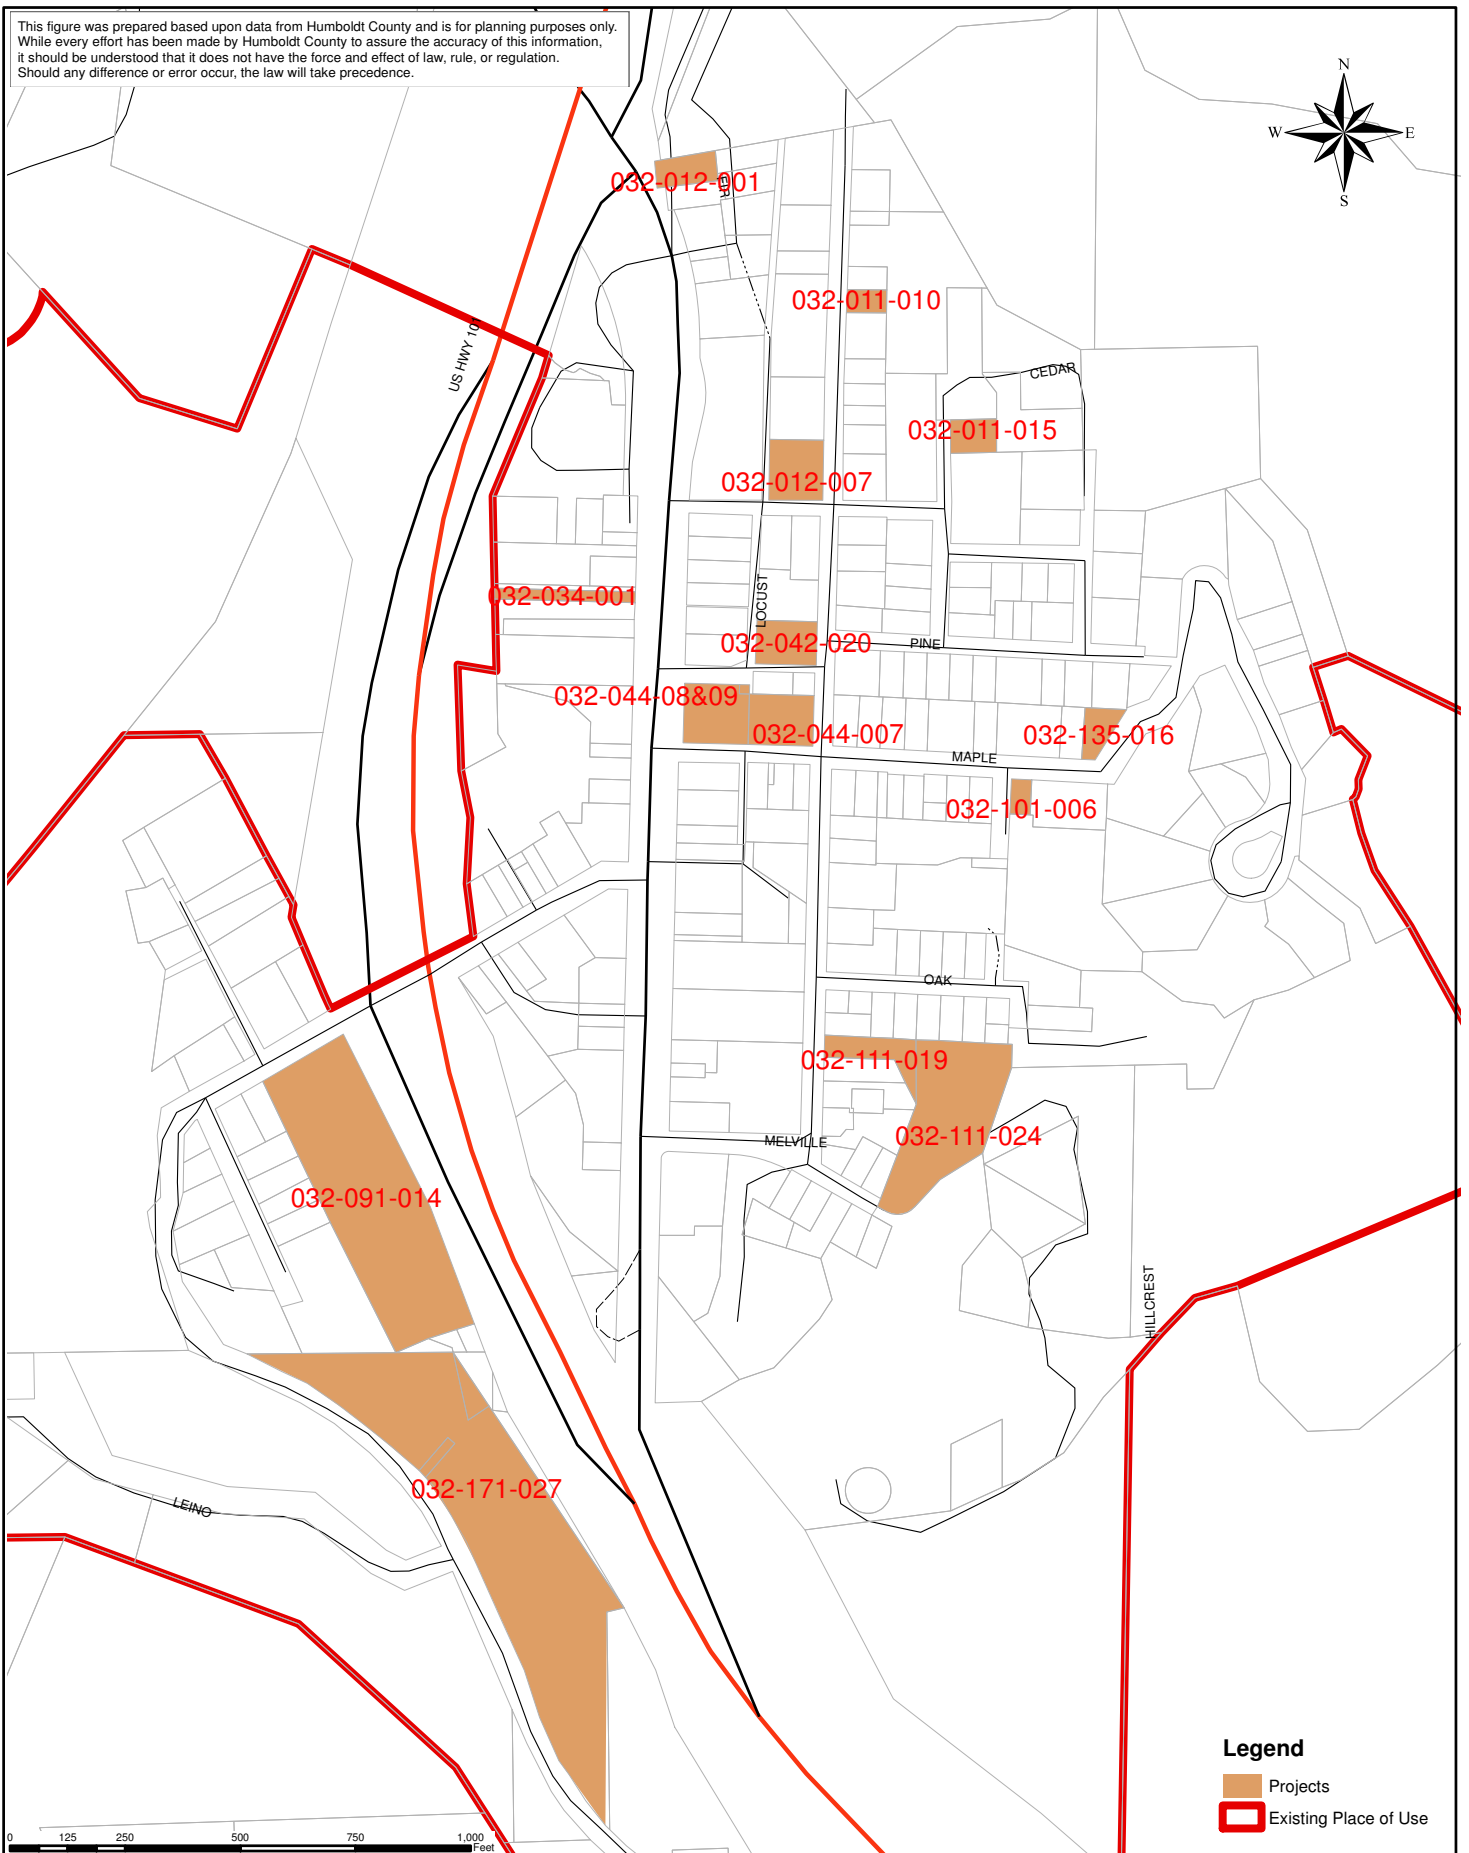 This figure was prepared based upon data from Humboldt County and is for planning purposes only.
While every effort has been made by Humboldt County to assure the accuracy of this information,
it should be understood that it does not have the force and effect of law, rule, or regulation.
Should any difference or error occur, the law will take precedence.
N
W
E
S
032-012-001
FIR
032-011-010
US HWY 101
CEDAR
032-011-015
032-012-007
032-034-001
LOCUST
032-042-020
PINE
032-044-08&09
032-044-007
032-135-016
MAPLE
032-101-006
OAK
032-111-019
032-111-024
MELVILLE
032-091-014
HILLCREST
032-171-027
LEINO
Legend
Projects
Existing Place of Use
0 125 250 500 750 1,000
Feet